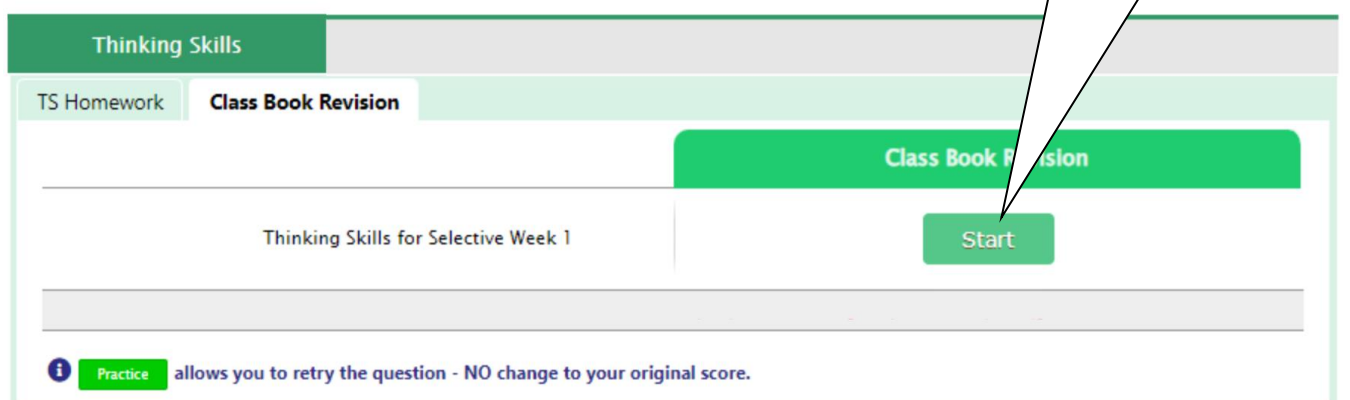 Thinking Skills
TS Homework Class Book Revision
Class Book Revision
Thinking Skills for Selective Week 1 Start
Practice allows you to retry the question - NO change to your original score.